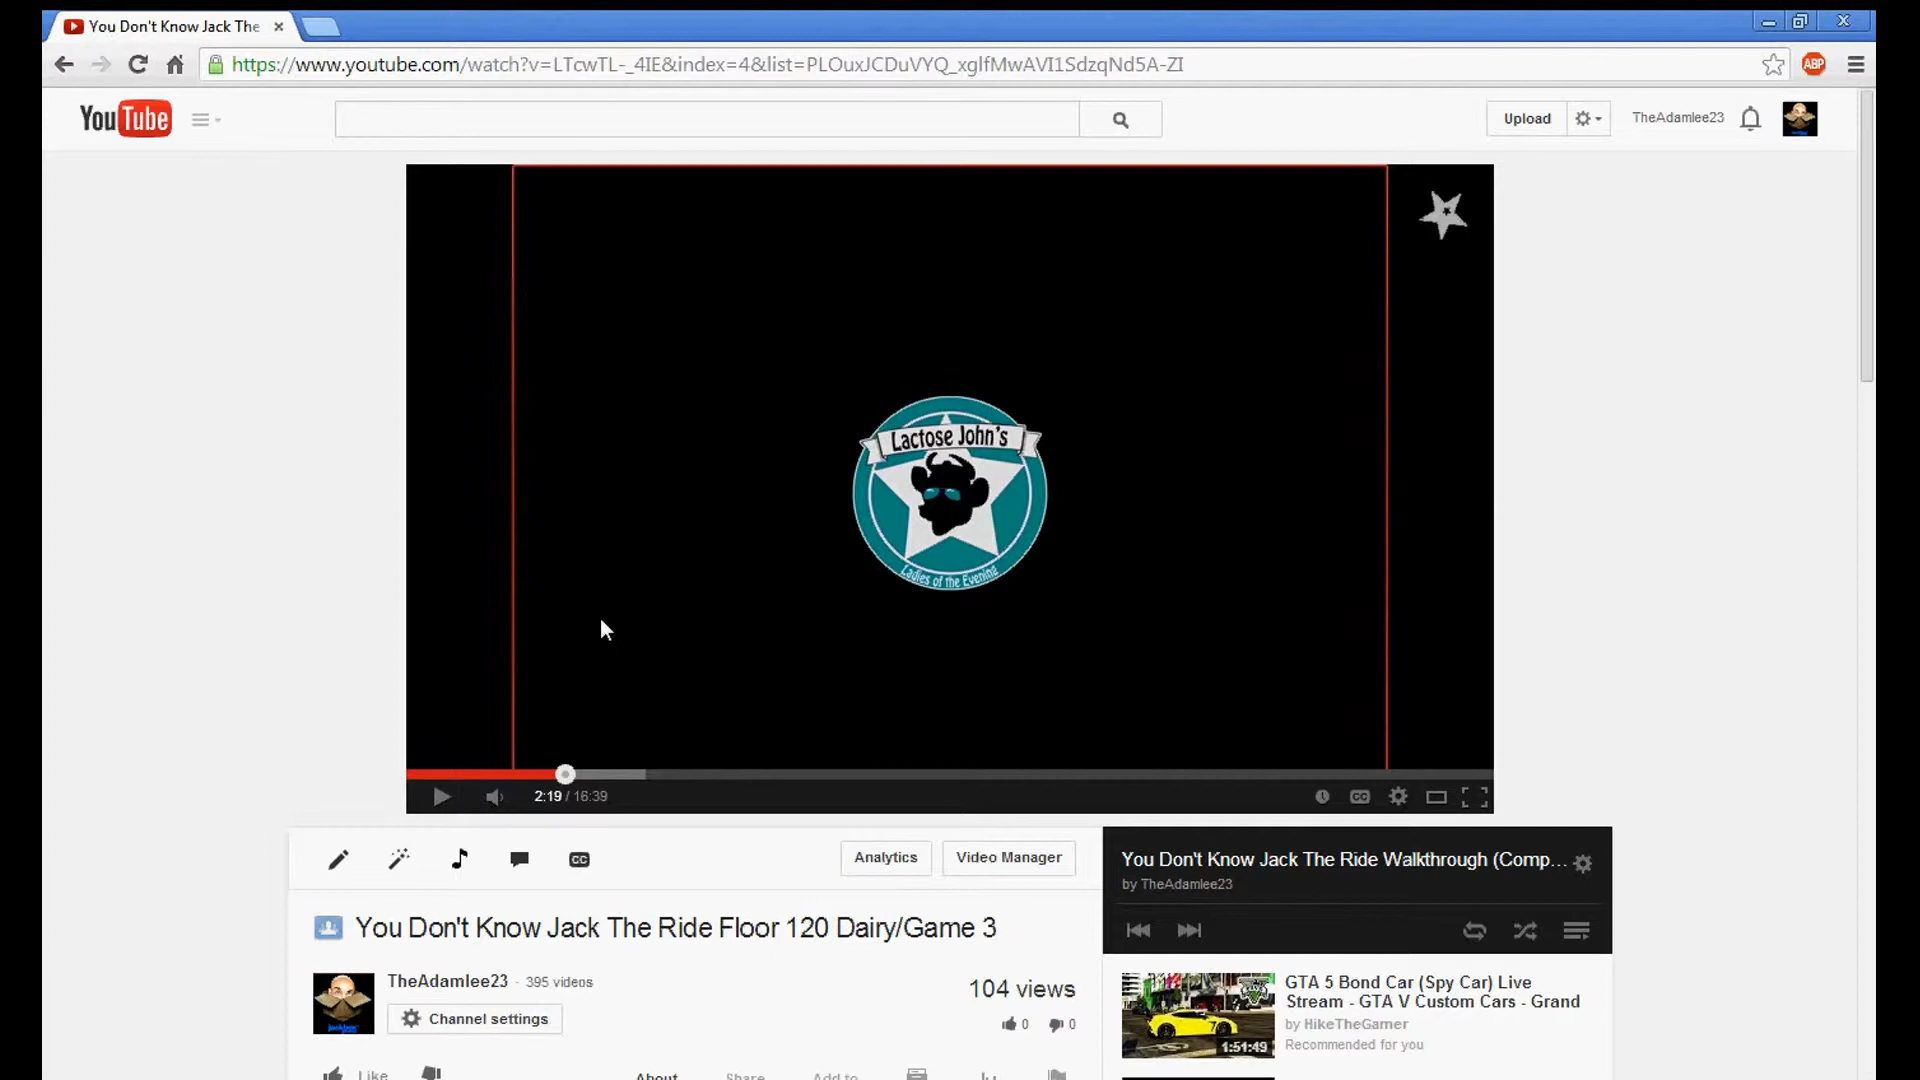 You Don't Know Jack The
https://www.youtube.com/watch?v=LTcwTL-_4IE&index=4&list=PLOuxJCDuVYQ_xgIfMwAVI1SdzqNd5A-ZI
ABP
YouTube
Upload
TheAdamlee23
Lactose John's
Ladies of the Evening
2:19 / 16:39
CC
Analytics
Video Manager
CC
You Don't Know Jack The Ride Walkthrough (Comp...
by TheAdamlee23
You Don't Know Jack The Ride Floor 120 Dairy/Game 3
TheAdamlee23 · 395 videos
Channel settings
104 views
0 0
GTA 5 Bond Car (Spy Car) Live
Stream - GTA V Custom Cars - Grand
by HikeTheGamer
Recommended for you
1:51:49
Like
About
Share
Add to